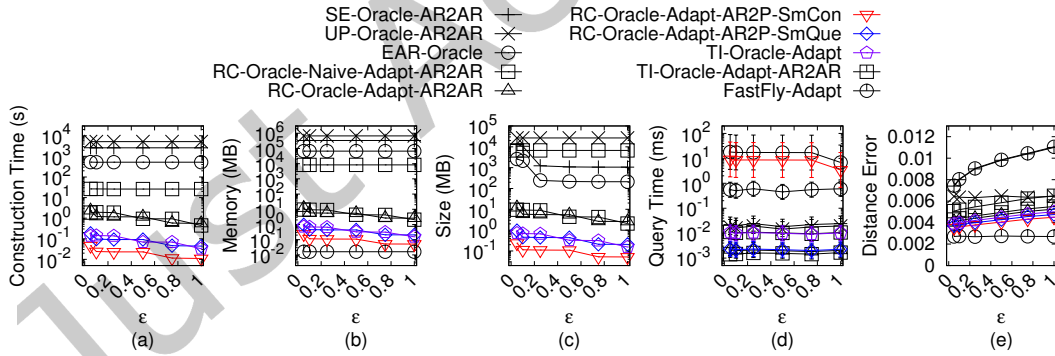 SE-Oracle-AR2AR
UP-Oracle-AR2AR
EAR-Oracle
RC-Oracle-Naive-Adapt-AR2AR
RC-Oracle-Adapt-AR2AR
RC-Oracle-Adapt-AR2P-SmCon
RC-Oracle-Adapt-AR2P-SmQue
TI-Oracle-Adapt
TI-Oracle-Adapt-AR2AR
FastFly-Adapt
Construction Time (s)
10^4
10^3
10^2
10^1
10^0
10^-1
10^-2
0 0.2 0.4 0.6 0.8 1
ε
(a)
Memory (MB)
10^6
10^5
10^4
10^3
10^2
10^1
10^0
10^-1
10^-2
0 0.2 0.4 0.6 0.8 1
ε
(b)
Size (MB)
10^5
10^4
10^3
10^2
10^1
10^0
10^-1
0 0.2 0.4 0.6 0.8 1
ε
(c)
Query Time (ms)
10^2
10^1
10^0
10^-1
10^-2
10^-3
0 0.2 0.4 0.6 0.8 1
ε
(d)
Distance Error
0.012
0.01
0.008
0.006
0.004
0.002
0
0 0.2 0.4 0.6 0.8 1
ε
(e)
Just Ac